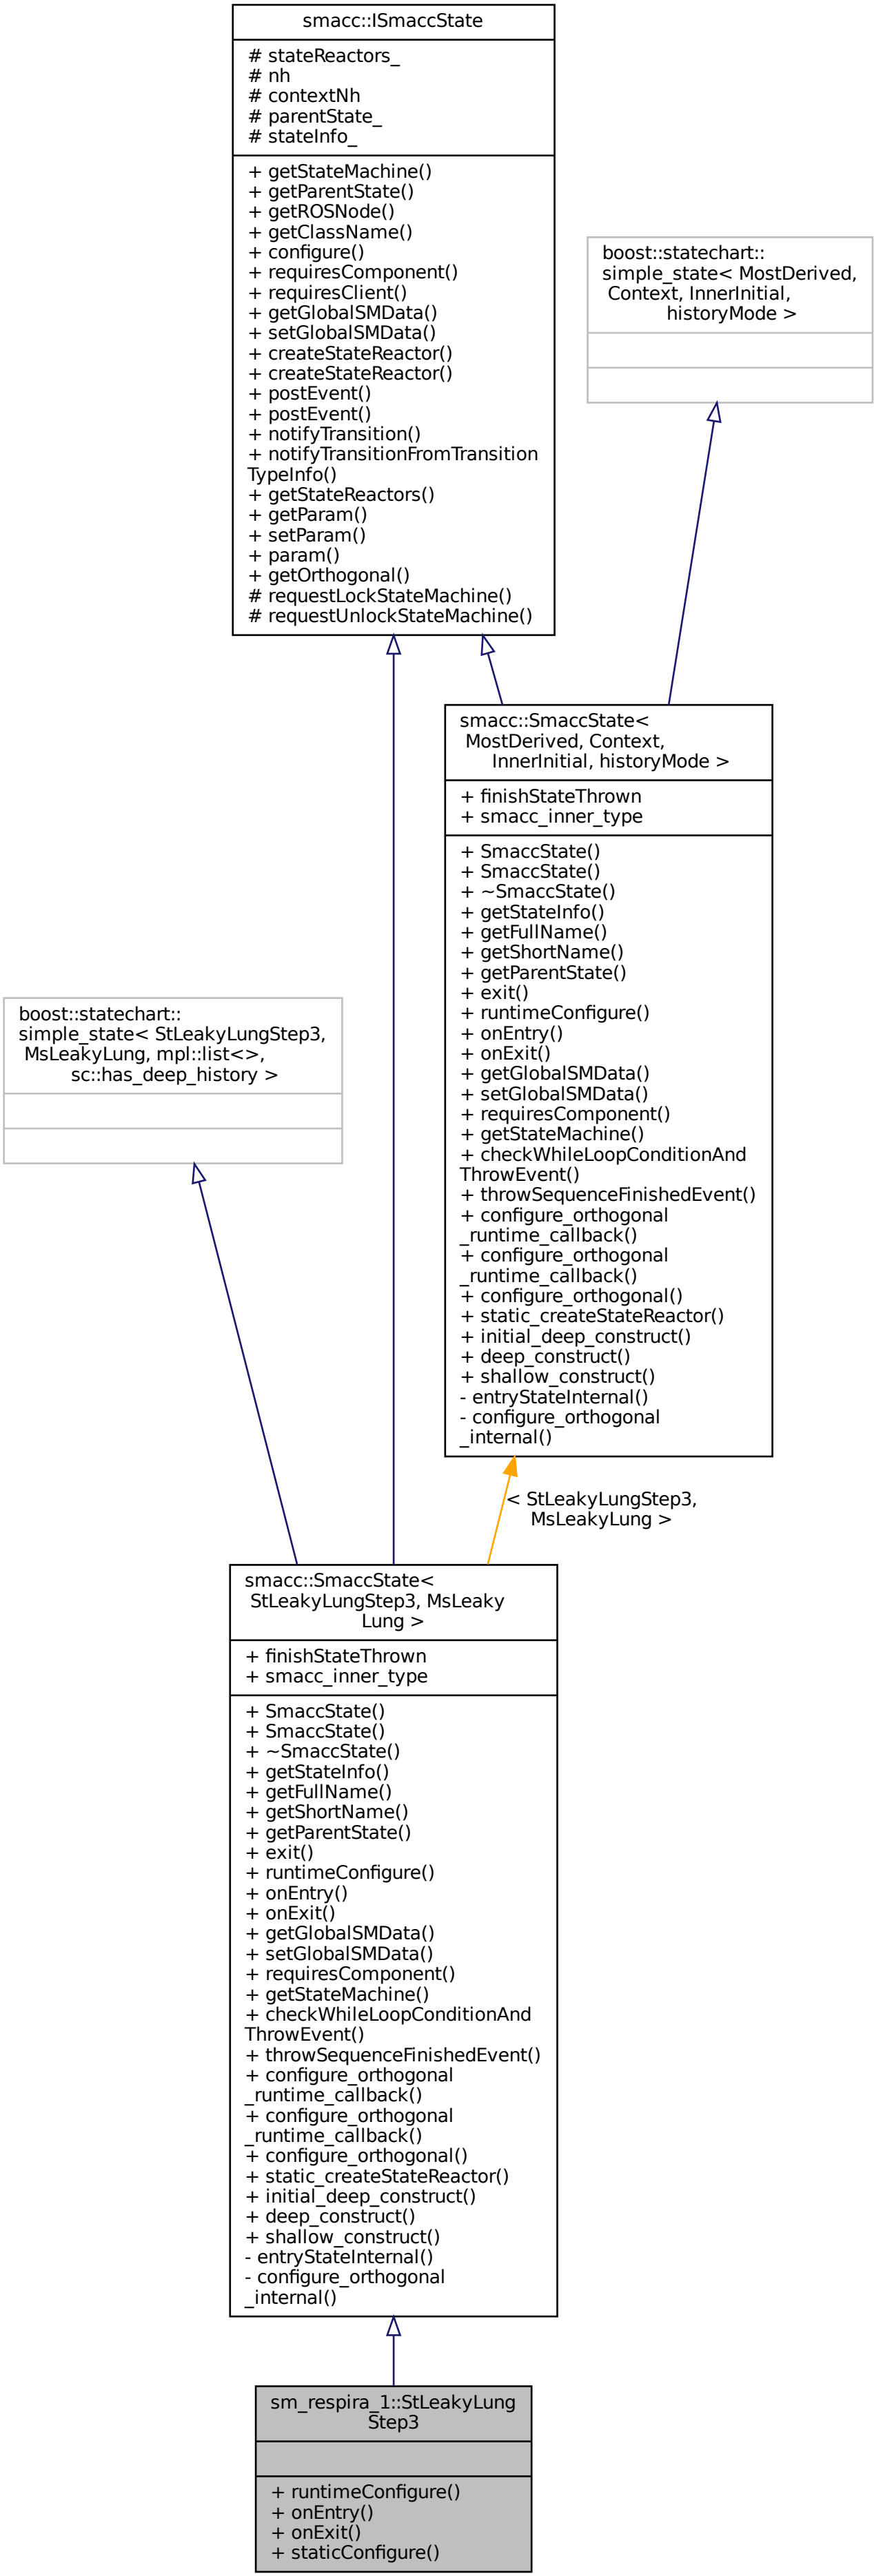 smacc::ISmaccState
# stateReactors_
# nh
# contextNh
# parentState_
# stateInfo_
+ getStateMachine()
+ getParentState()
+ getROSNode()
+ getClassName()
+ configure()
+ requiresComponent()
+ requiresClient()
+ getGlobalSMData()
+ setGlobalSMData()
+ createStateReactor()
+ createStateReactor()
+ postEvent()
+ postEvent()
+ notifyTransition()
+ notifyTransitionFromTransition
TypeInfo()
+ getStateReactors()
+ getParam()
+ setParam()
+ param()
+ getOrthogonal()
# requestLockStateMachine()
# requestUnlockStateMachine()
boost::statechart::
simple_state< MostDerived,
Context, InnerInitial,
historyMode >
smacc::SmaccState<
MostDerived, Context,
InnerInitial, historyMode >
+ finishStateThrown
+ smacc_inner_type
+ SmaccState()
+ SmaccState()
+ ~SmaccState()
+ getStateInfo()
+ getFullName()
+ getShortName()
+ getParentState()
+ exit()
+ runtimeConfigure()
+ onEntry()
+ onExit()
+ getGlobalSMData()
+ setGlobalSMData()
+ requiresComponent()
+ getStateMachine()
+ checkWhileLoopConditionAnd
ThrowEvent()
+ throwSequenceFinishedEvent()
+ configure_orthogonal
_runtime_callback()
+ configure_orthogonal
_runtime_callback()
+ configure_orthogonal()
+ static_createStateReactor()
+ initial_deep_construct()
+ deep_construct()
+ shallow_construct()
- entryStateInternal()
- configure_orthogonal
_internal()
boost::statechart::
simple_state< StLeakyLungStep3,
MsLeakyLung, mpl::list<>,
sc::has_deep_history >
< StLeakyLungStep3,
MsLeakyLung >
smacc::SmaccState<
StLeakyLungStep3, MsLeaky
Lung >
+ finishStateThrown
+ smacc_inner_type
+ SmaccState()
+ SmaccState()
+ ~SmaccState()
+ getStateInfo()
+ getFullName()
+ getShortName()
+ getParentState()
+ exit()
+ runtimeConfigure()
+ onEntry()
+ onExit()
+ getGlobalSMData()
+ setGlobalSMData()
+ requiresComponent()
+ getStateMachine()
+ checkWhileLoopConditionAnd
ThrowEvent()
+ throwSequenceFinishedEvent()
+ configure_orthogonal
_runtime_callback()
+ configure_orthogonal
_runtime_callback()
+ configure_orthogonal()
+ static_createStateReactor()
+ initial_deep_construct()
+ deep_construct()
+ shallow_construct()
- entryStateInternal()
- configure_orthogonal
_internal()
sm_respira_1::StLeakyLung
Step3
+ runtimeConfigure()
+ onEntry()
+ onExit()
+ staticConfigure()